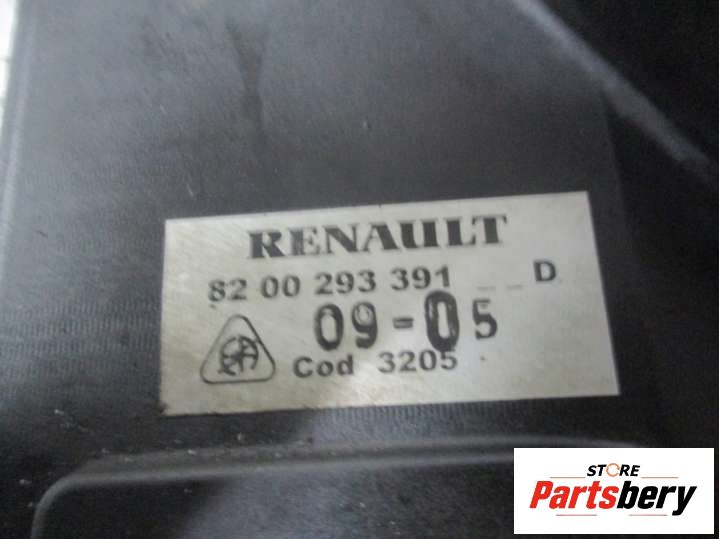 RENAULT
82 00 293 391 _ _ D
09-05
Cod 3205
STORE
Partsbery